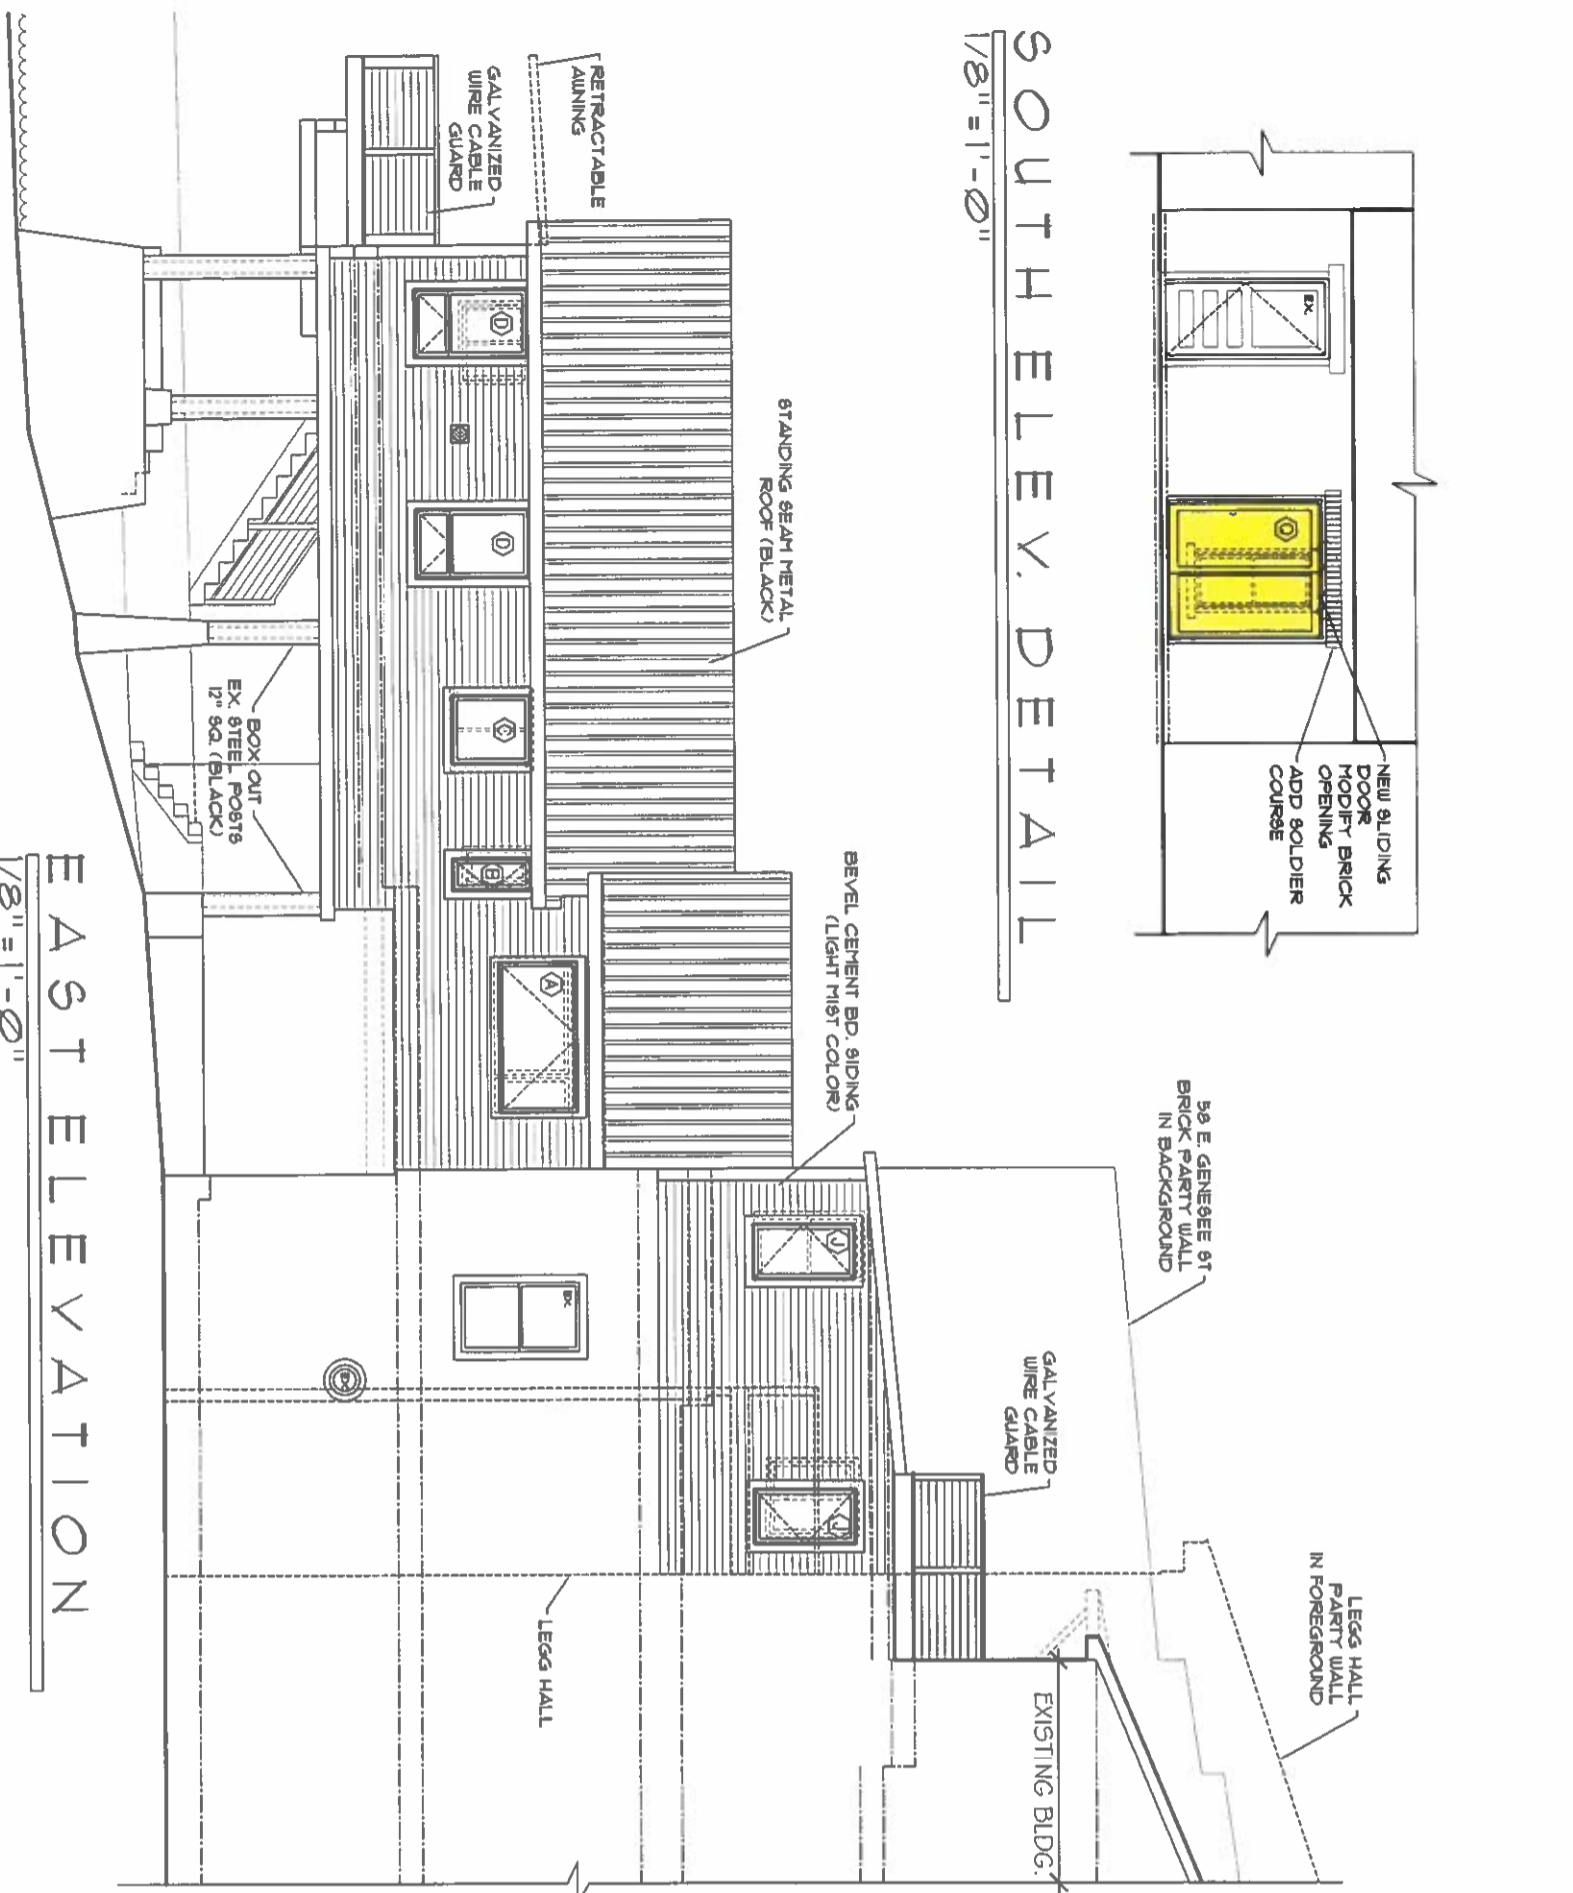 SOUTH ELEV. DETAIL
1/8" = 1'-0"
EX.
Q
NEW SLIDING
DOOR
MODIFY BRICK
OPENING
ADD SOLDIER
COURSE
58 E. GENESEE ST
BRICK PARTY WALL
IN BACKGROUND
LEGG HALL
PARTY WALL
IN FOREGROUND
GALVANIZED
WIRE CABLE
GUARD
EXISTING BLDG.
BEVEL CEMENT BD. SIDING
(LIGHT MIST COLOR)
STANDING SEAM METAL
ROOF (BLACK)
RETRACTABLE
AWNING
GALVANIZED
WIRE CABLE
GUARD
D
D
C
B
A
J
J
EX.
EX.
LEGG HALL
BOX OUT
EX. STEEL POSTS
12" SQ. (BLACK)
EAST ELEVATION
1/8" = 1'-0"